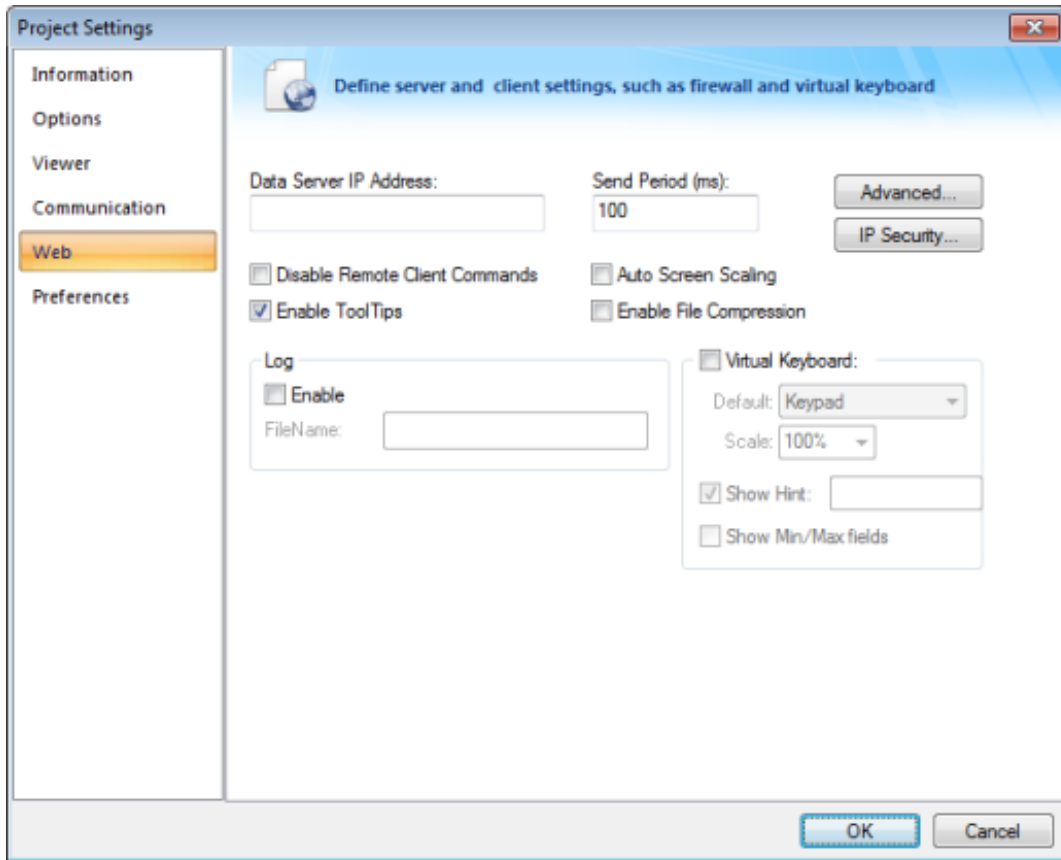 Project Settings
Information
Options
Viewer
Communication
Web
Preferences
Define server and client settings, such as firewall and virtual keyboard
Data Server IP Address:
Send Period (ms):
100
Advanced...
IP Security...
Disable Remote Client Commands
Auto Screen Scaling
Enable ToolTips
Enable File Compression
Log
Enable
FileName:
Virtual Keyboard:
Default: Keypad
Scale: 100%
Show Hint:
Show Min/Max fields
OK
Cancel